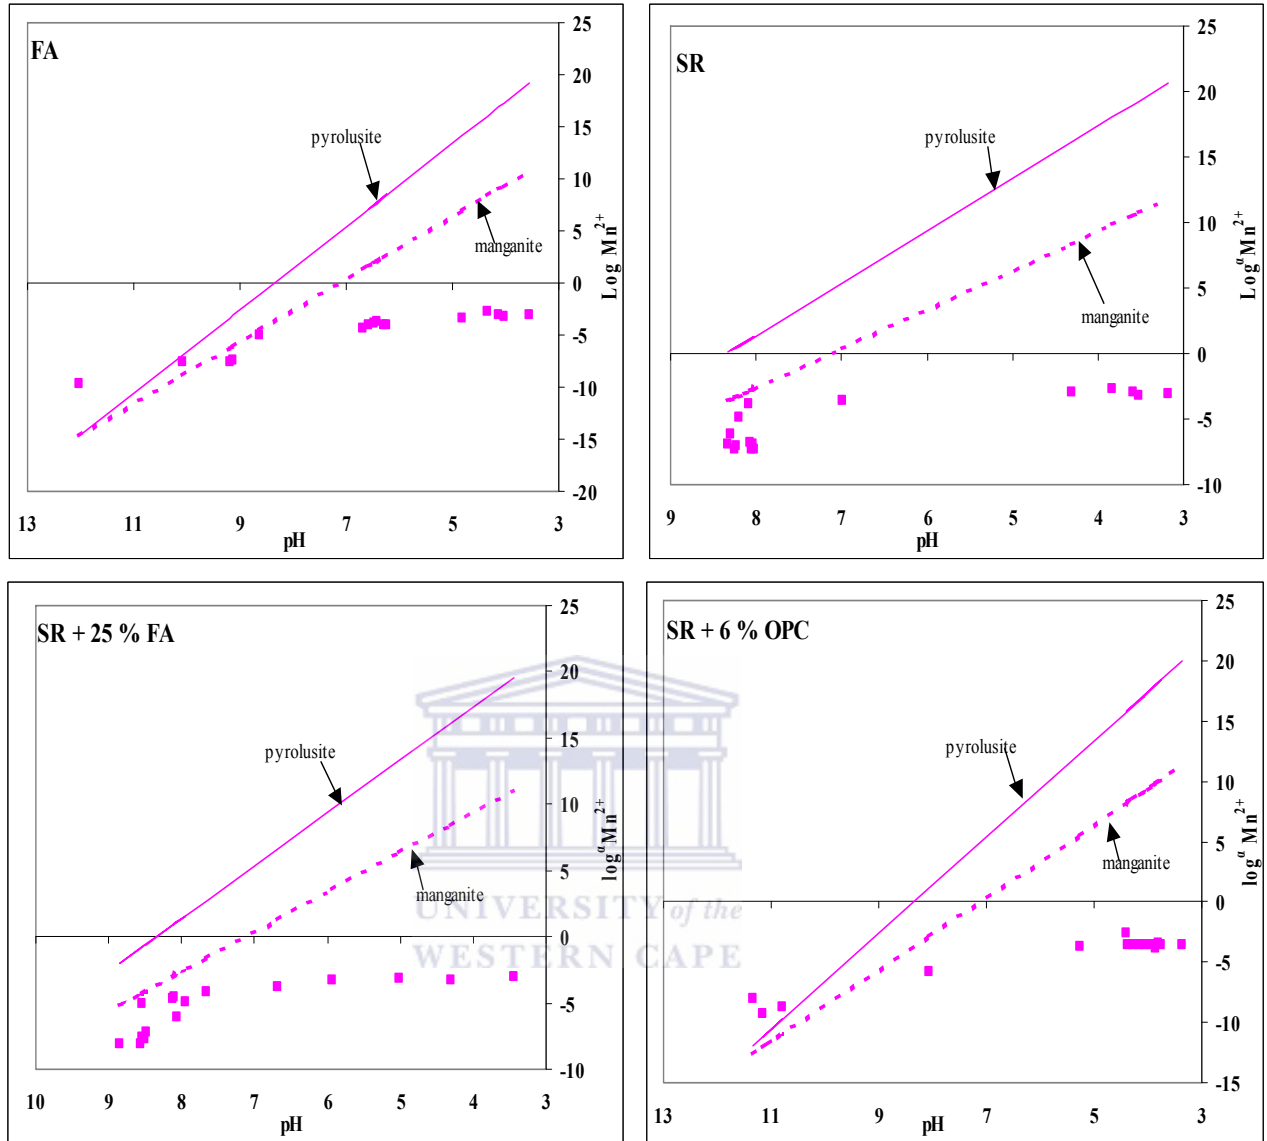 FA
pyrolusite
manganite
25
20
15
10
5
0
-5
-10
-15
-20
Log ᵅ Mn²⁺
13 11 9 7 5 3
pH
SR
pyrolusite
manganite
25
20
15
10
5
0
-5
-10
Log ᵅ Mn²⁺
9 8 7 6 5 4 3
pH
SR + 25 % FA
pyrolusite
manganite
25
20
15
10
5
0
-5
-10
log ᵅ Mn²⁺
10 9 8 7 6 5 4 3
pH
SR + 6 % OPC
pyrolusite
manganite
25
20
15
10
5
0
-5
-10
-15
log ᵅ Mn²⁺
13 11 9 7 5 3
pH
UNIVERSITY of the
WESTERN CAPE